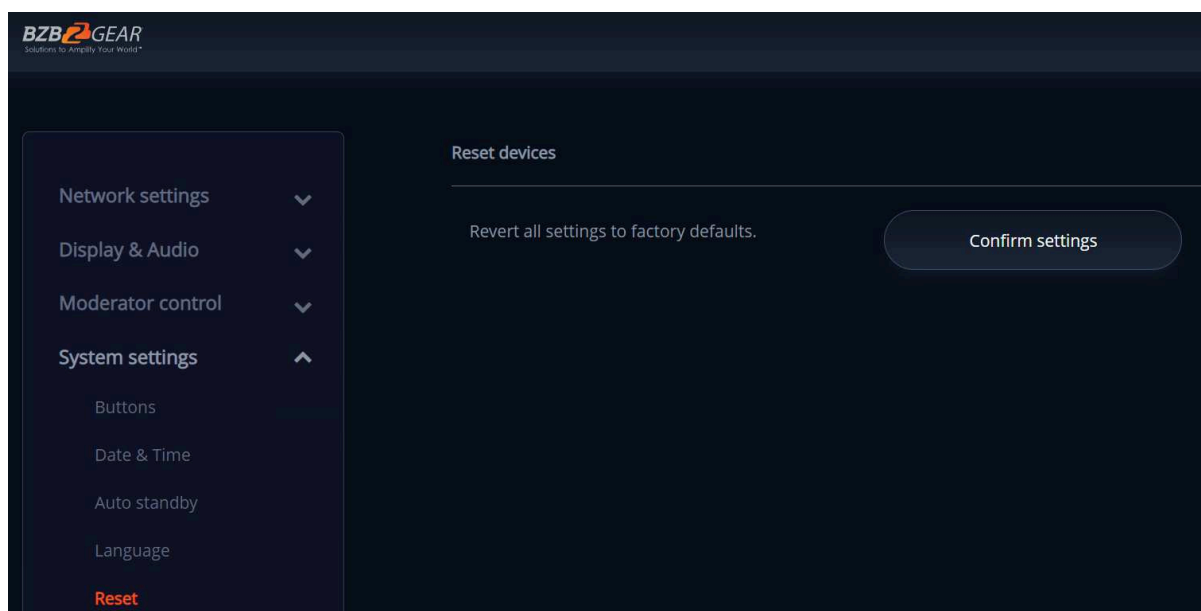 BZBGEAR
Solutions to Amplify Your World™
Reset devices
Network settings
Revert all settings to factory defaults.
Confirm settings
Display & Audio
Moderator control
System settings
Buttons
Date & Time
Auto standby
Language
Reset